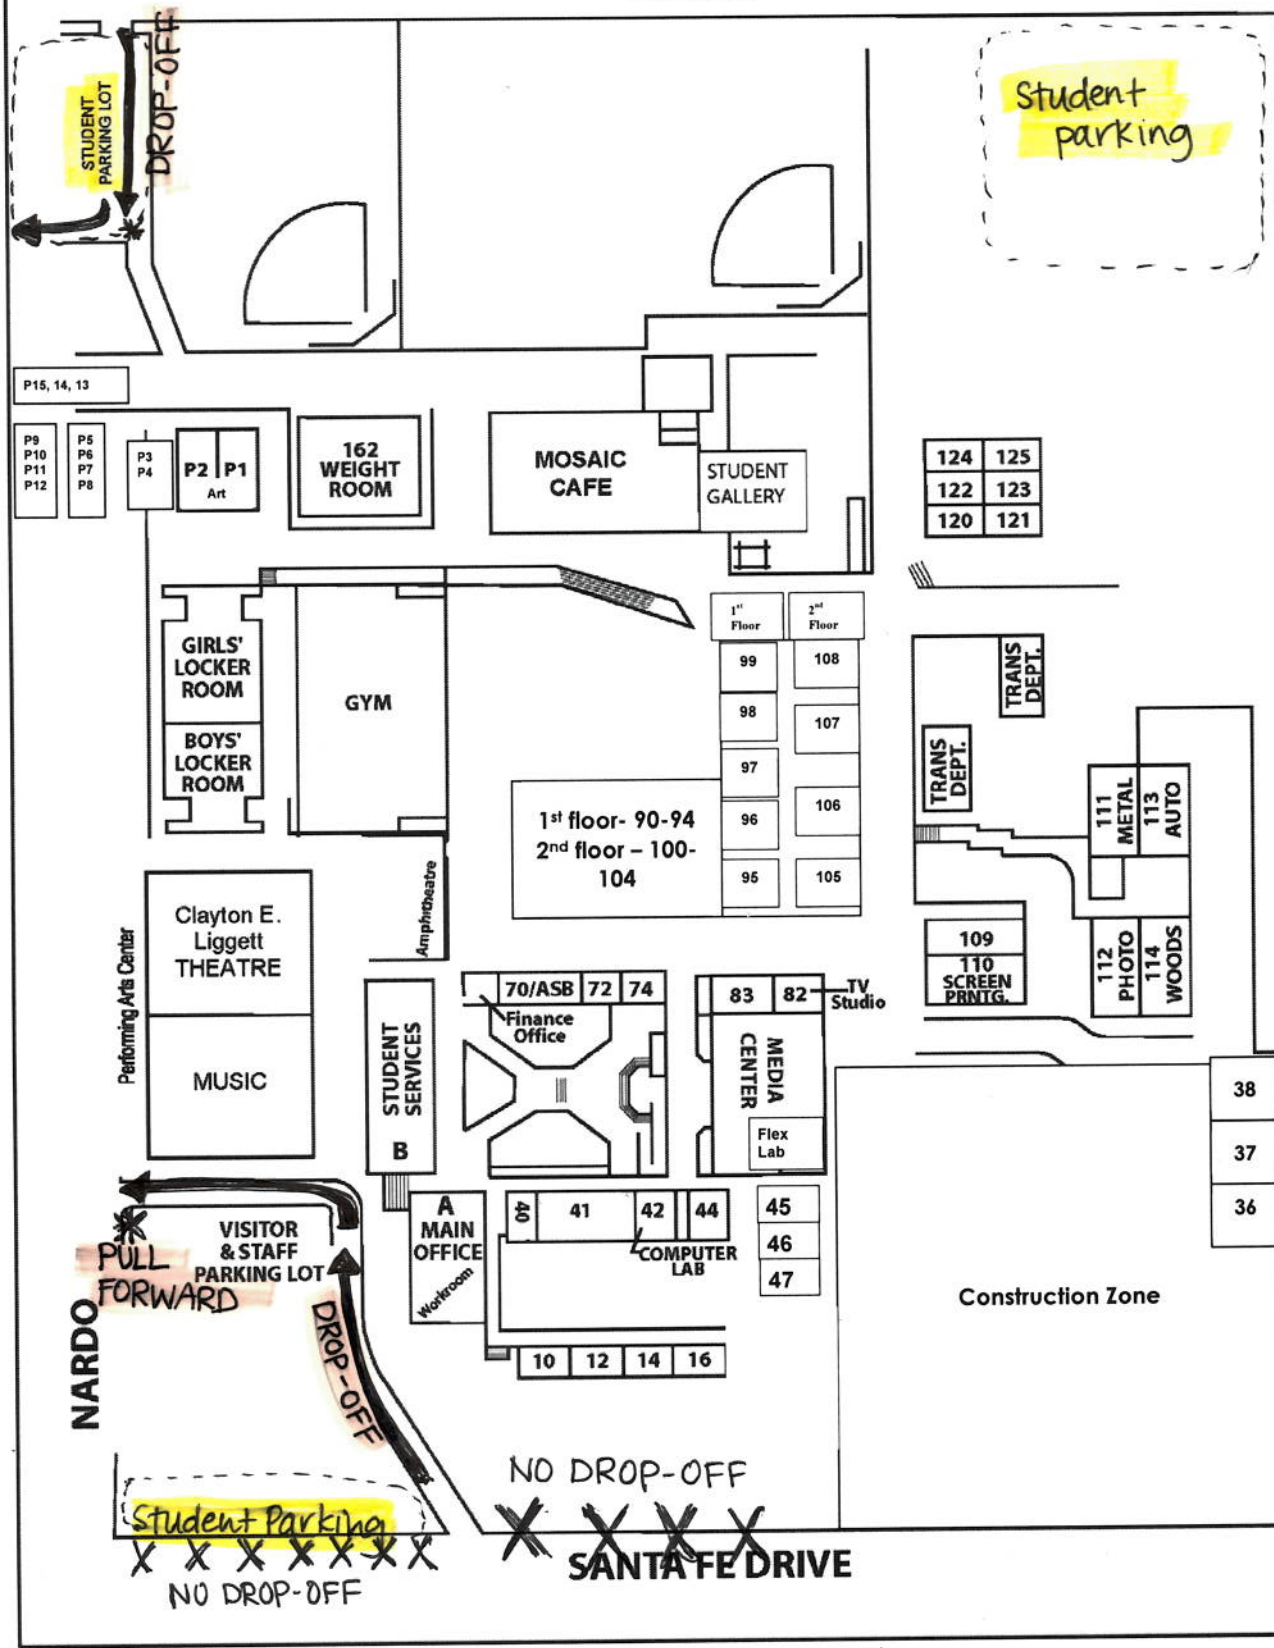 STUDENT
PARKING LOT
DROP-OFF
Student
parking
P15, 14, 13
P9
P10
P11
P12
P5
P6
P7
P8
P3
P4
P2
P1
Art
162
WEIGHT
ROOM
MOSAIC
CAFE
STUDENT
GALLERY
124 125
122 123
120 121
1st
Floor
2nd
Floor
99
98
97
96
95
108
107
106
105
GIRLS'
LOCKER
ROOM
BOYS'
LOCKER
ROOM
GYM
TRANS
DEPT.
TRANS
DEPT.
111
METAL
113
AUTO
1st floor- 90-94
2nd floor – 100-
104
Amphitheatre
Performing Arts Center
Clayton E.
Liggett
THEATRE
MUSIC
109
110
SCREEN
PRNTG.
112
PHOTO
114
WOODS
STUDENT
SERVICES
B
70/ASB 72 74
Finance
Office
83 82
TV
Studio
MEDIA
CENTER
Flex
Lab
38
37
36
A
MAIN
OFFICE
Workroom
40 41 42 44
COMPUTER
LAB
45
46
47
10 12 14 16
Construction Zone
VISITOR
& STAFF
PARKING LOT
PULL
FORWARD
DROP-OFF
NARDO
Student Parking
NO DROP-OFF
NO DROP-OFF
SANTA FE DRIVE